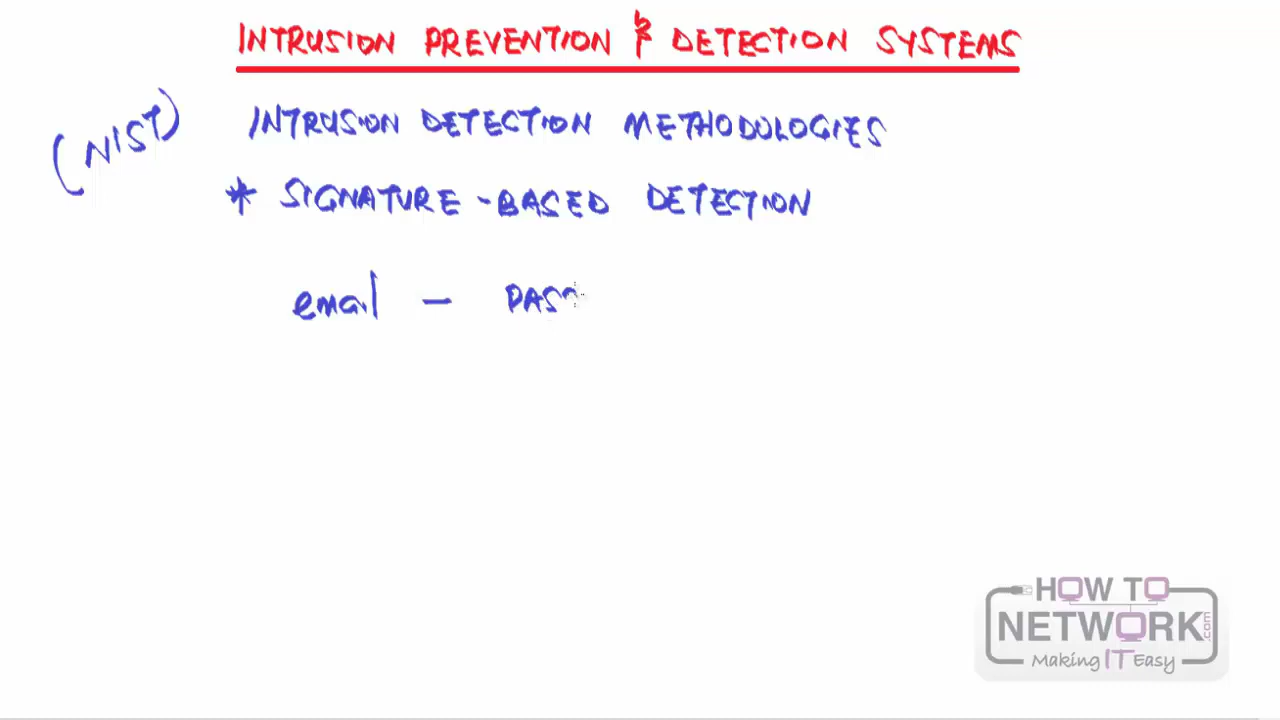 INTRUSION PREVENTION & DETECTION SYSTEMS
(NIST) INTRUSION DETECTION METHODOLOGIES
* SIGNATURE-BASED DETECTION
email - PASS
HOW TO
NETWORK.com
Making IT Easy